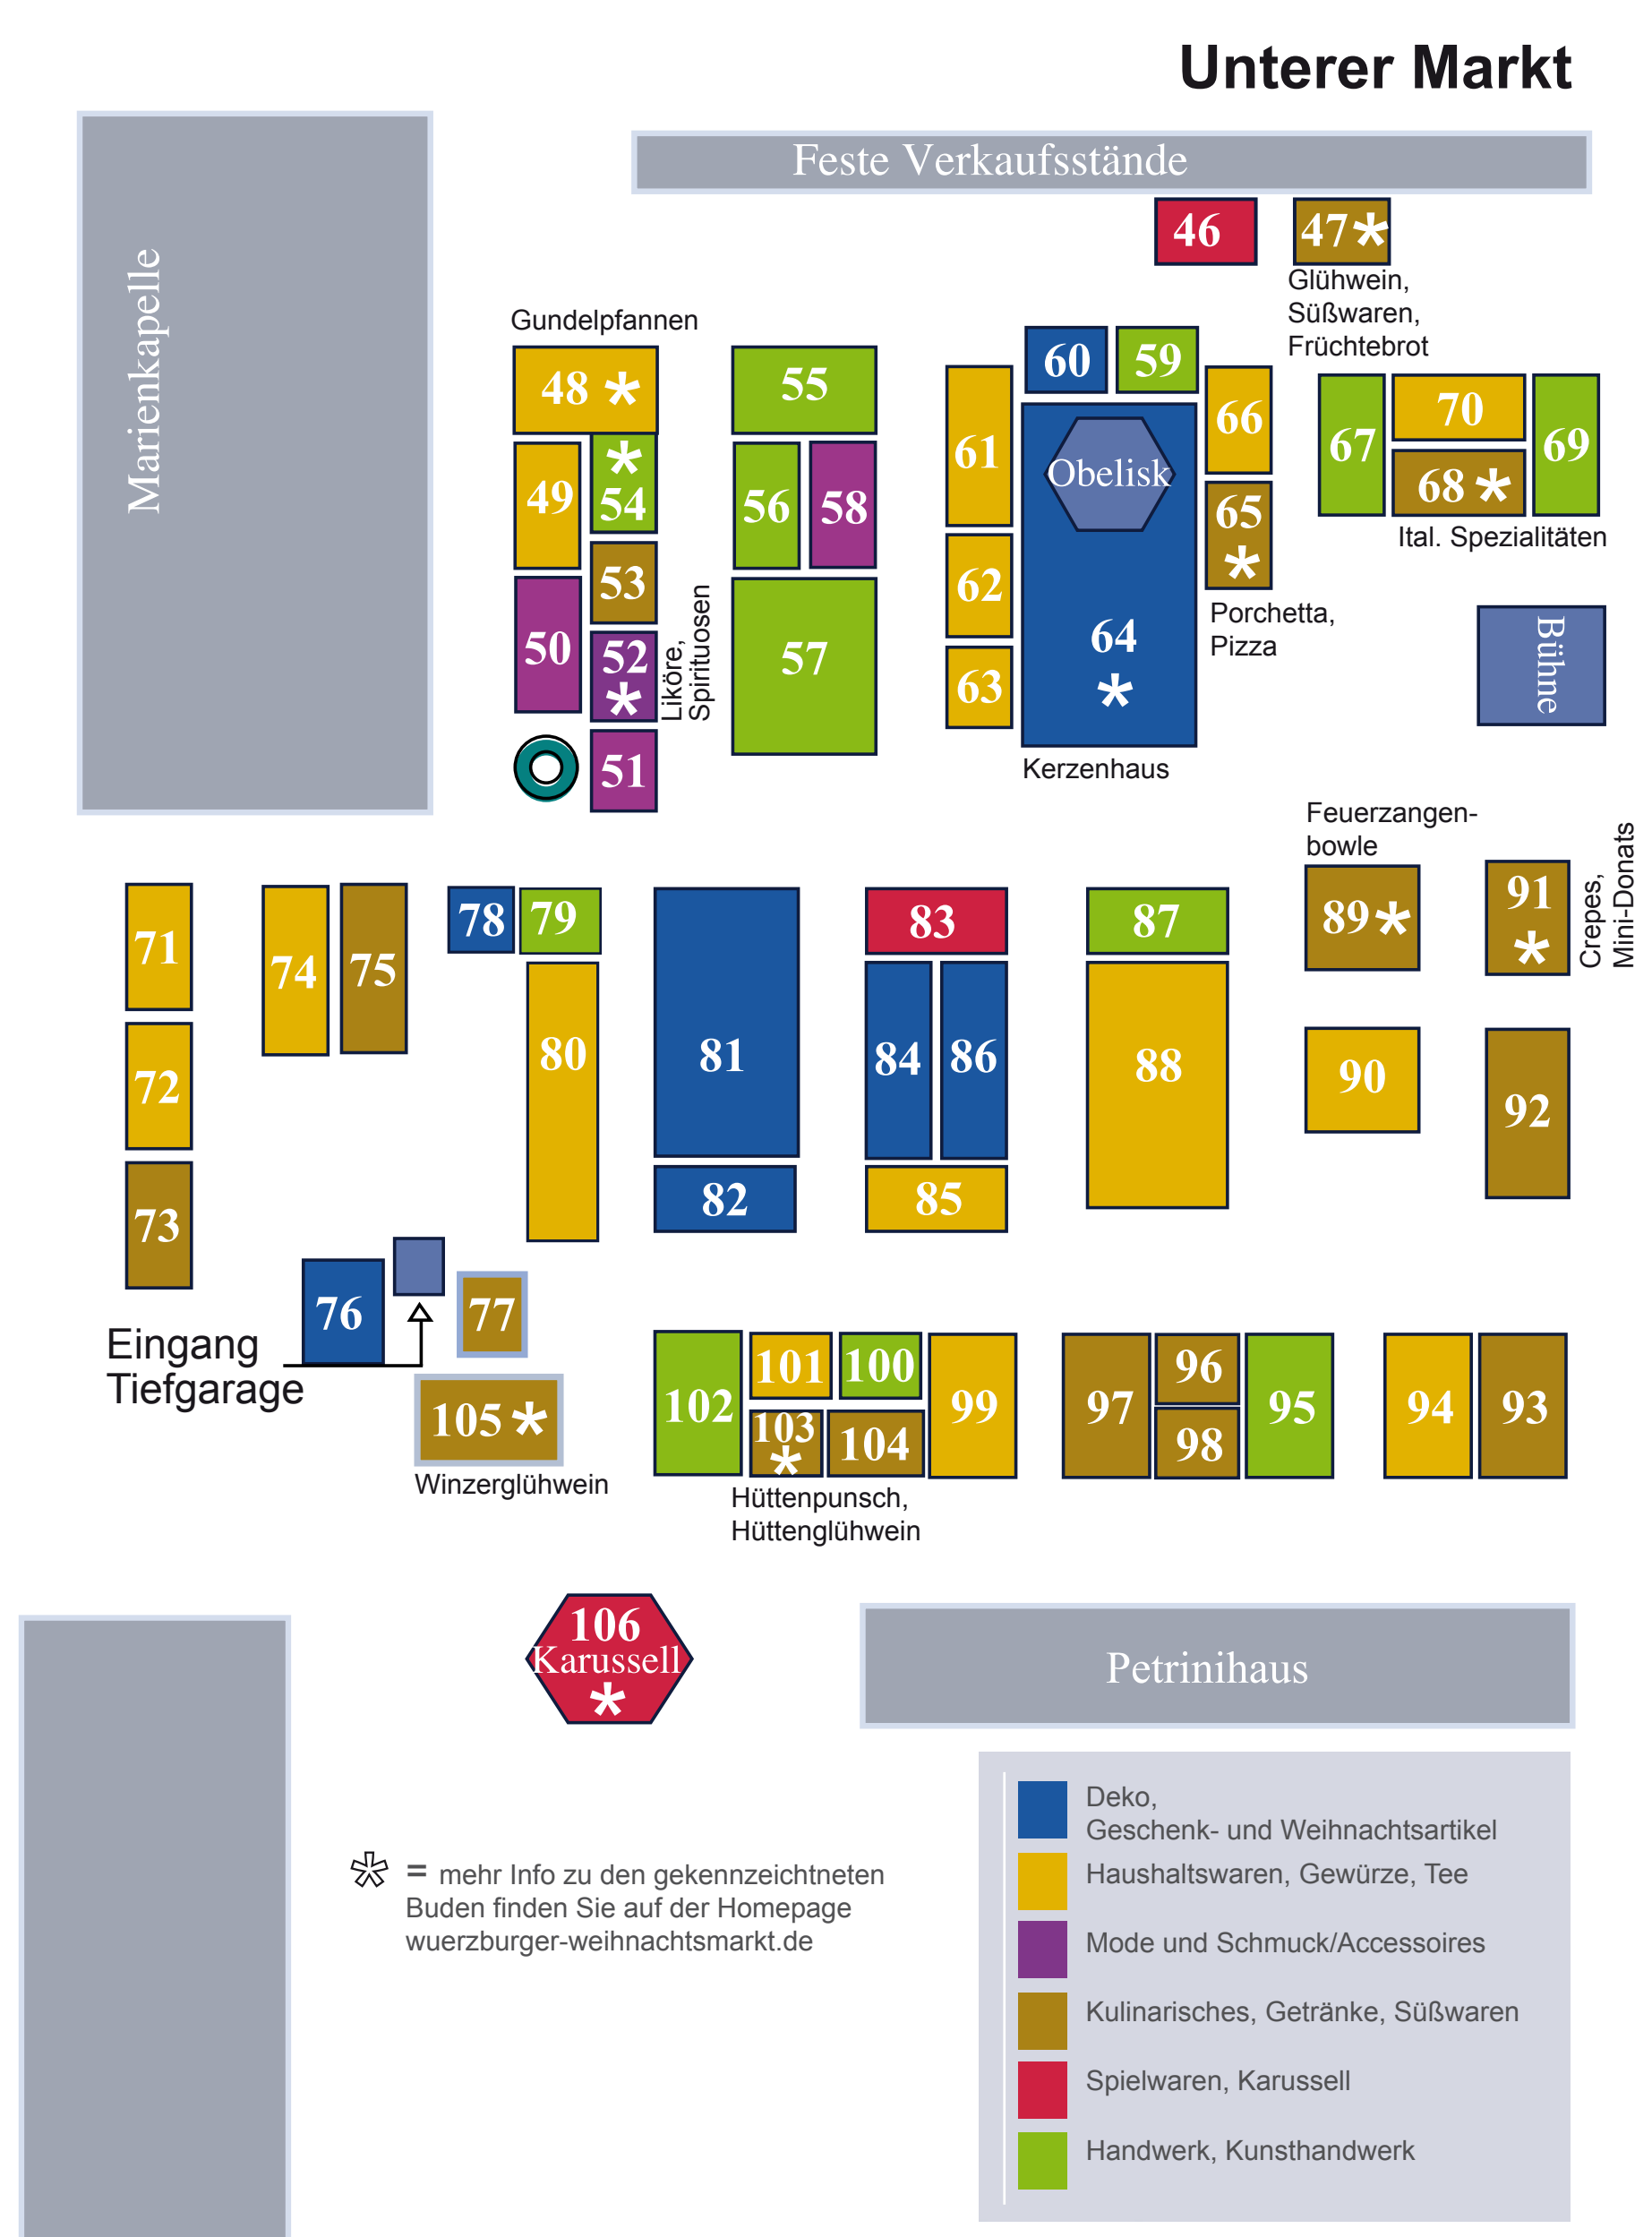 Unterer Markt
Feste Verkaufsstände
Marienkapelle
46
47*
Glühwein,
Süßwaren,
Früchtebrot
Gundelpfannen
48 *
49
* 54
53
50
52 *
51
Liköre,
Spirituosen
55
56
58
57
60
59
61
62
63
Obelisk
64
*
Kerzenhaus
66
65
*
Porchetta,
Pizza
67
70
68 *
69
Ital. Spezialitäten
Bühne
Feuerzangen-
bowle
89 *
91
*
Crepes,
Mini-Donats
90
92
71
72
73
74
75
78
79
80
81
82
83
84
86
85
87
88
76
77
Eingang
Tiefgarage
105 *
Winzerglühwein
102
101
100
99
103
*
104
Hüttenpunsch,
Hüttenglühwein
97
96
98
95
94
93
106
Karussell
*
Petrinihaus
* = mehr Info zu den gekennzeichtneten
Buden finden Sie auf der Homepage
wuerzburger-weihnachtsmarkt.de
Deko,
Geschenk- und Weihnachtsartikel
Haushaltswaren, Gewürze, Tee
Mode und Schmuck/Accessoires
Kulinarisches, Getränke, Süßwaren
Spielwaren, Karussell
Handwerk, Kunsthandwerk